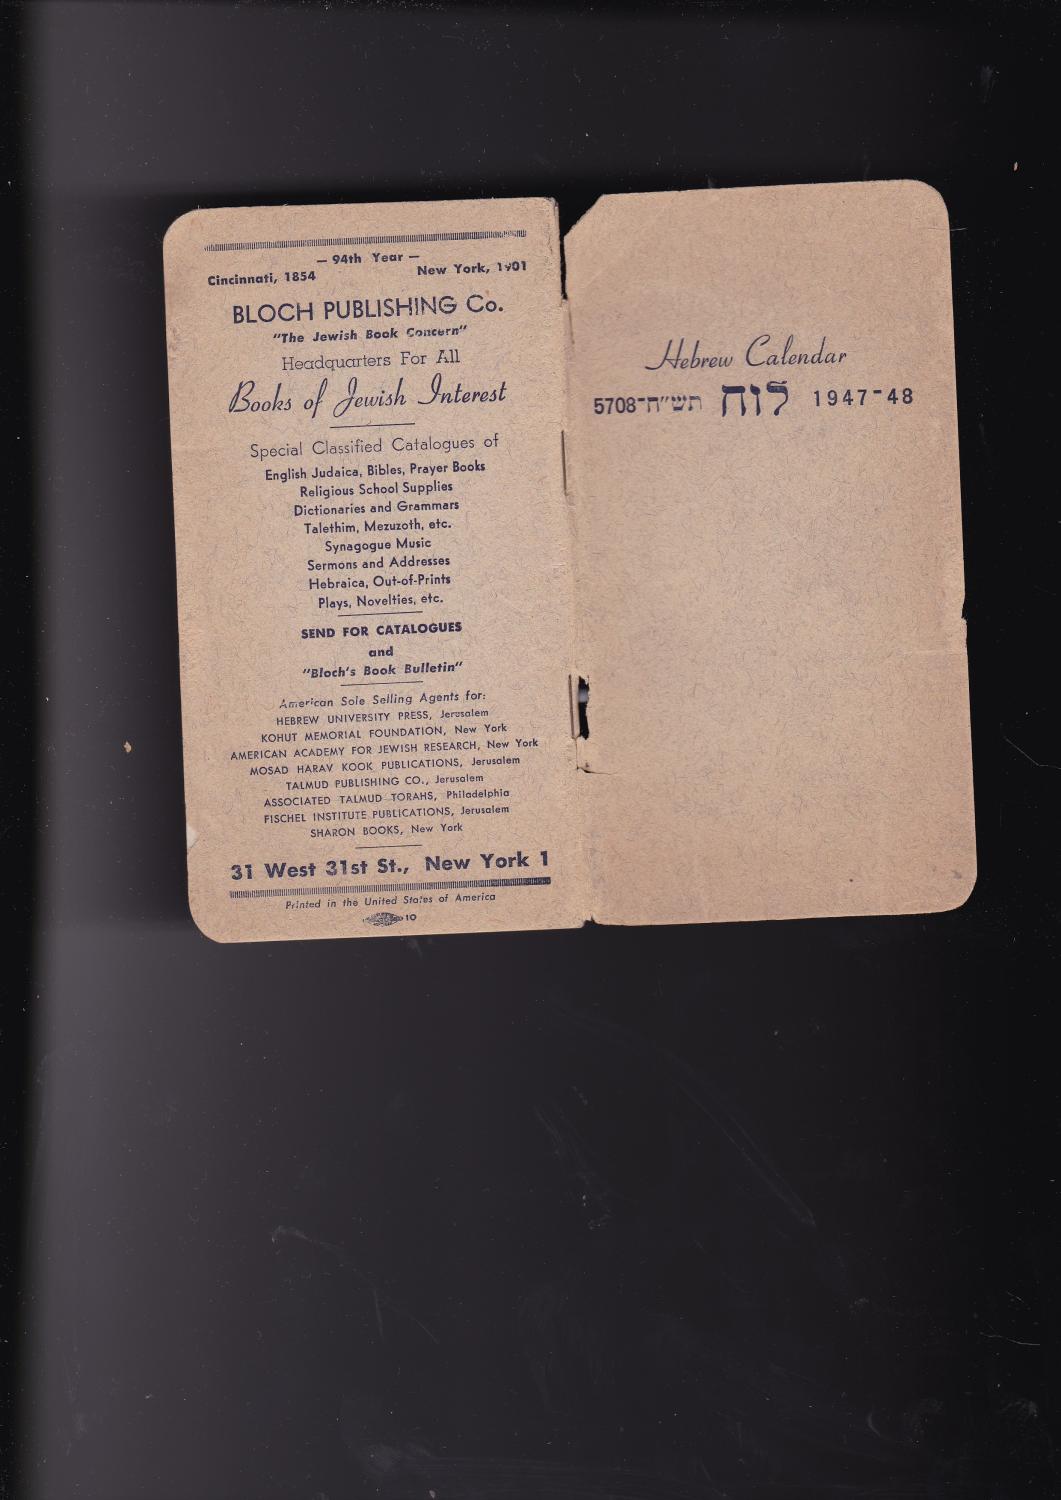 — 94th Year —
Cincinnati, 1854 New York, 1901
BLOCH PUBLISHING Co.
"The Jewish Book Concern"
Headquarters For All
Books of Jewish Interest
Special Classified Catalogues of
English Judaica, Bibles, Prayer Books
Religious School Supplies
Dictionaries and Grammars
Talethim, Mezuzoth, etc.
Synagogue Music
Sermons and Addresses
Hebraica, Out-of-Prints
Plays, Novelties, etc.
SEND FOR CATALOGUES
and
"Bloch's Book Bulletin"
American Sole Selling Agents for:
HEBREW UNIVERSITY PRESS, Jerusalem
KOHUT MEMORIAL FOUNDATION, New York
AMERICAN ACADEMY FOR JEWISH RESEARCH, New York
MOSAD HARAV KOOK PUBLICATIONS, Jerusalem
TALMUD PUBLISHING CO., Jerusalem
ASSOCIATED TALMUD TORAHS, Philadelphia
FISCHEL INSTITUTE PUBLICATIONS, Jerusalem
SHARON BOOKS, New York
31 West 31st St., New York 1
Printed in the United States of America
10
Hebrew Calendar
5708-תש״ח לוח 1947-48